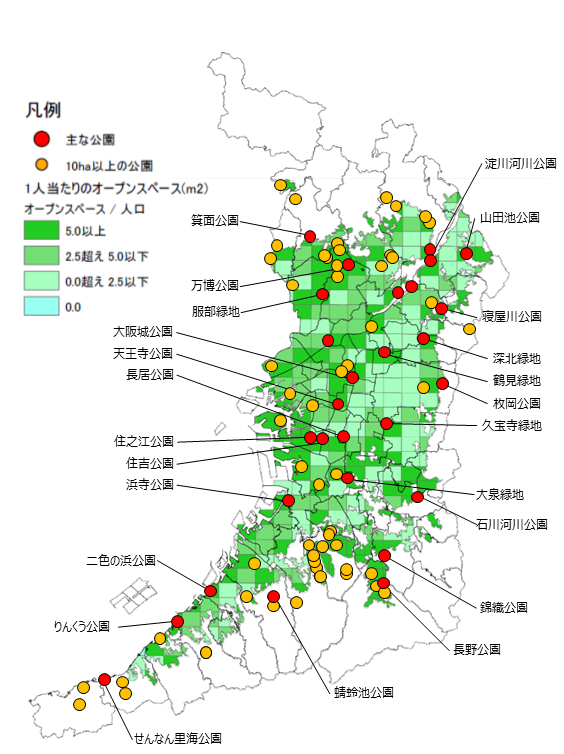 凡例
主な公園
10ha以上の公園
1人当たりのオープンスペース(m2)
オープンスペース / 人口
5.0以上
2.5超え 5.0以下
0.0超え 2.5以下
0.0
淀川河川公園
山田池公園
箕面公園
万博公園
服部緑地
寝屋川公園
大阪城公園
天王寺公園
長居公園
深北緑地
鶴見緑地
枚岡公園
久宝寺緑地
住之江公園
住吉公園
浜寺公園
大泉緑地
石川河川公園
二色の浜公園
りんくう公園
錦織公園
長野公園
蜻蛉池公園
せんなん里海公園